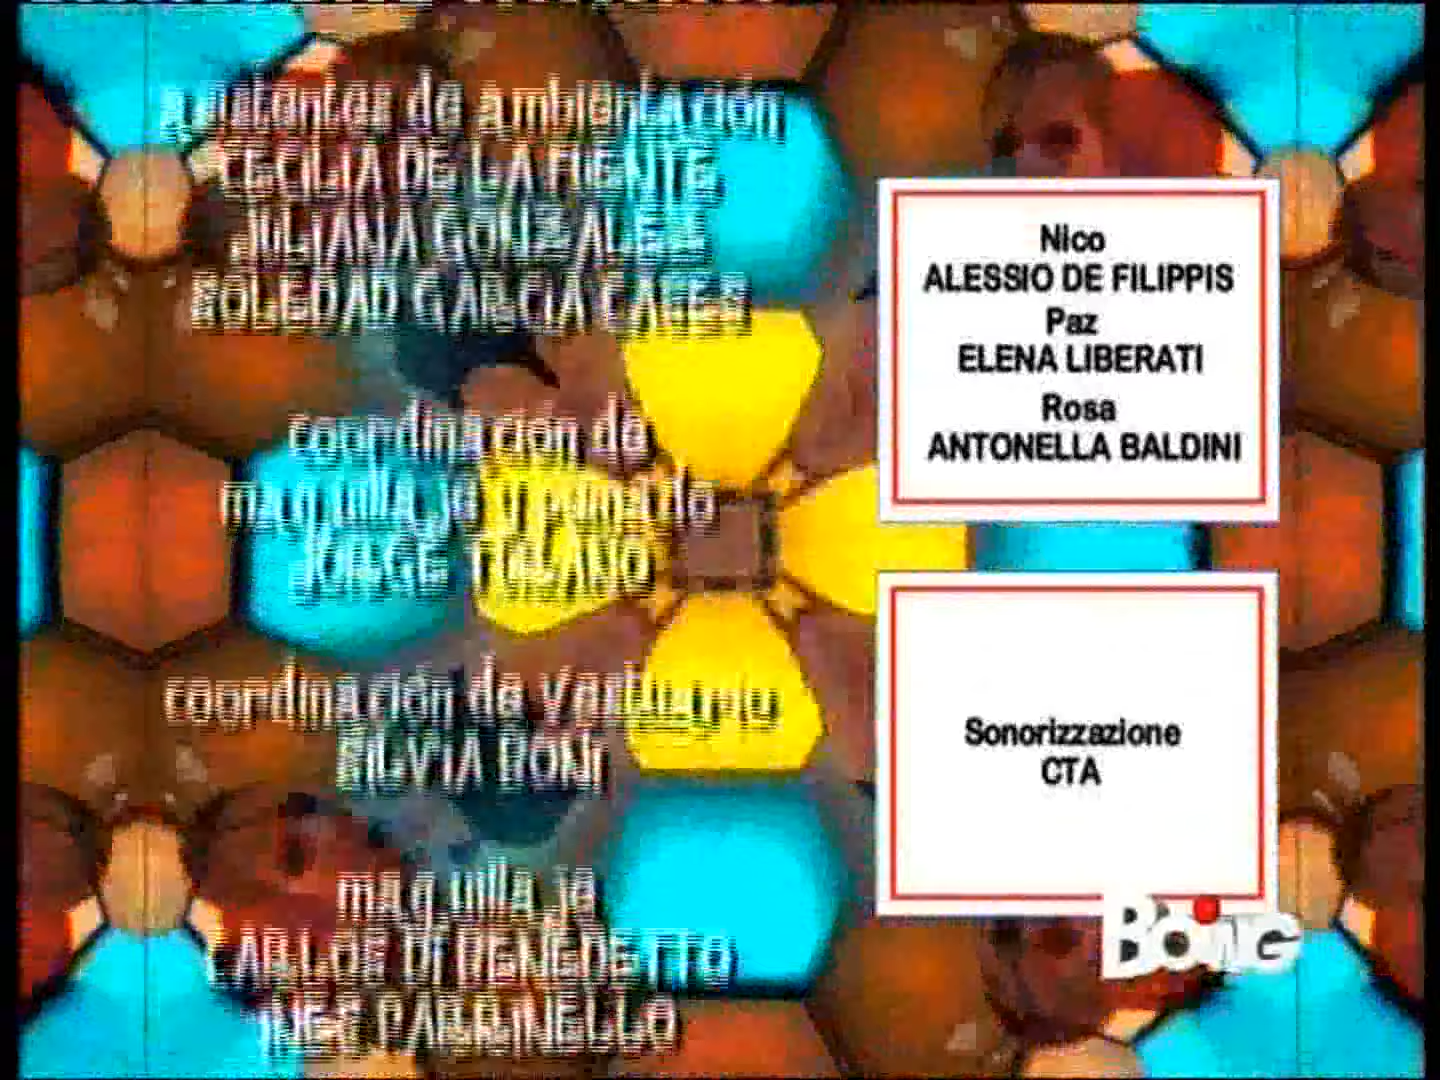 asistentes de ambientación
CECILIA DE LA FUENTE
JULIANA GONZALEZ
SOLEDAD GARCIA
coordinación de
maquillaje y peinado
JORGE
coordinación de vestuario
SILVIA
maquillaje
CARLOS DI BENEDETTO
INES
Nico
ALESSIO DE FILIPPIS
Paz
ELENA LIBERATI
Rosa
ANTONELLA BALDINI
Sonorizzazione
CTA
BOiNG